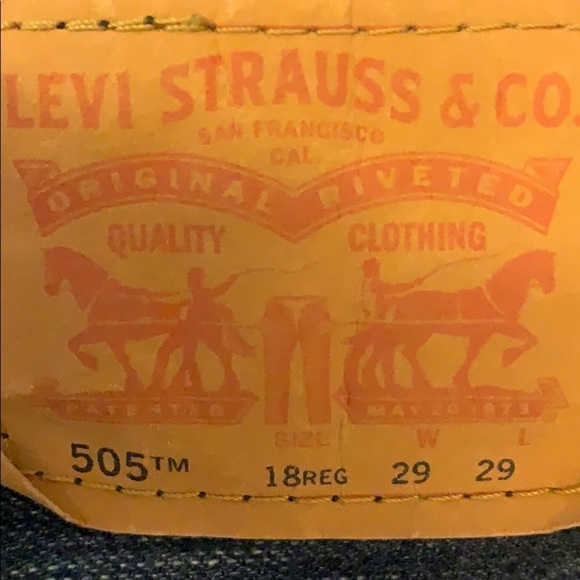 LEVI STRAUSS & CO.
SAN FRANCISCO
CAL
ORIGINAL RIVETED
QUALITY CLOTHING
PATENTED MAY 20 1873
SIZE W L
505™ 18REG 29 29